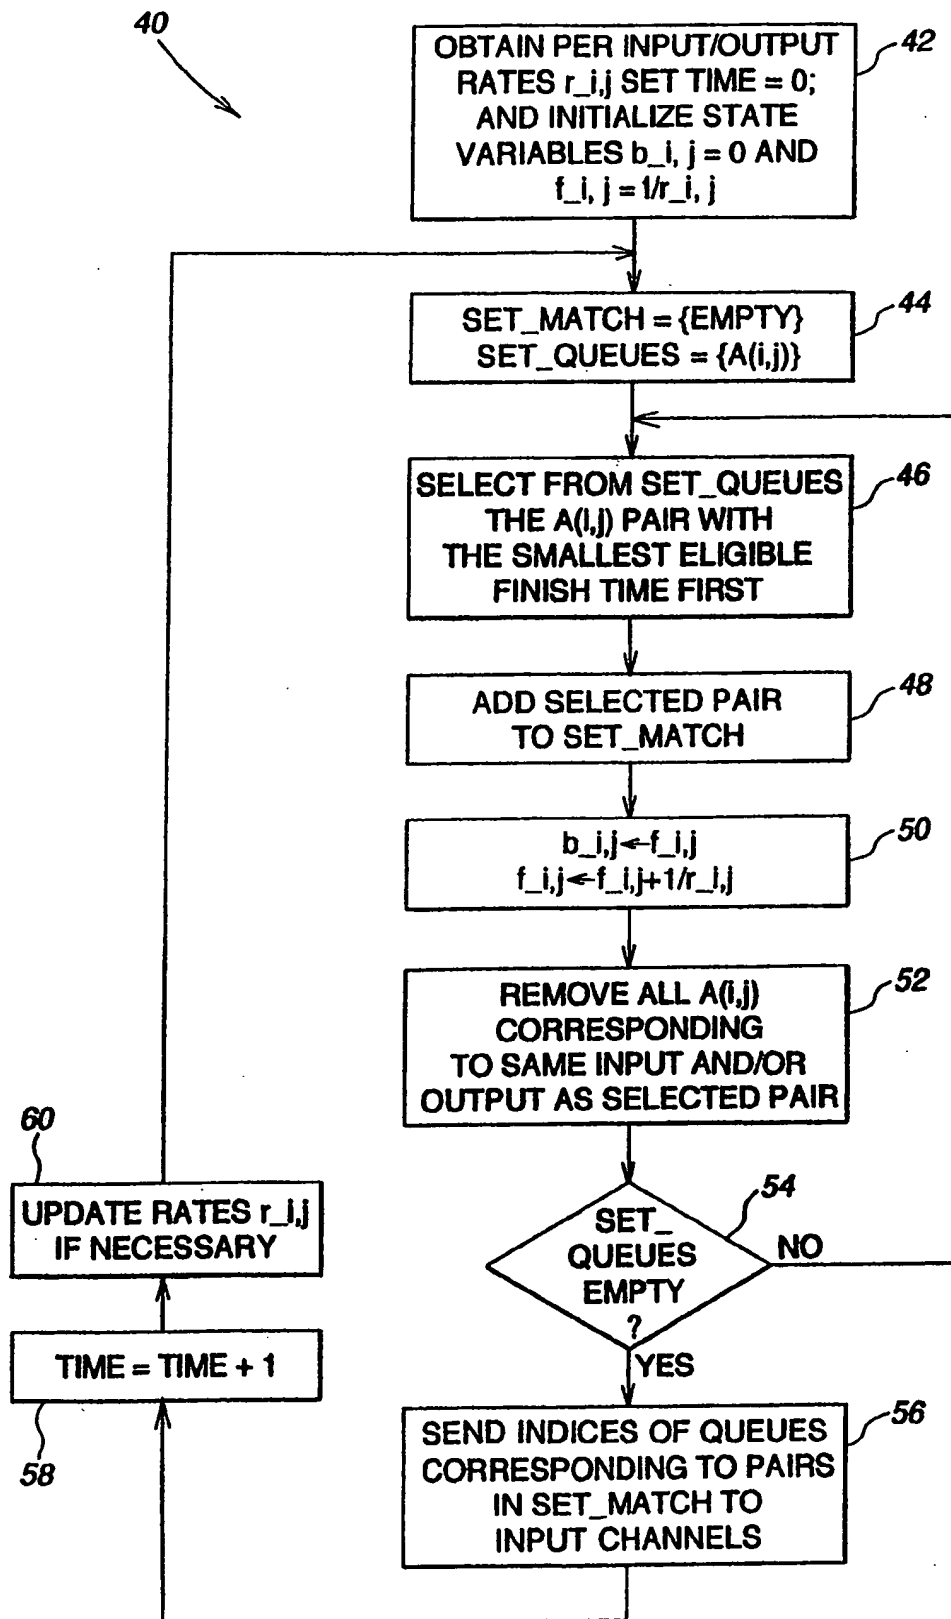 40
42
OBTAIN PER INPUT/OUTPUT
RATES r_i,j SET TIME = 0;
AND INITIALIZE STATE
VARIABLES b_i, j = 0 AND
f_i, j = 1/r_i, j
44
SET_MATCH = {EMPTY}
SET_QUEUES = {A(i,j)}
46
SELECT FROM SET_QUEUES
THE A(i,j) PAIR WITH
THE SMALLEST ELIGIBLE
FINISH TIME FIRST
48
ADD SELECTED PAIR
TO SET_MATCH
50
b_i,j←f_i,j
f_i,j←f_i,j+1/r_i,j
52
REMOVE ALL A(i,j)
CORRESPONDING
TO SAME INPUT AND/OR
OUTPUT AS SELECTED PAIR
54
SET_
QUEUES
EMPTY
?
NO
YES
56
SEND INDICES OF QUEUES
CORRESPONDING TO PAIRS
IN SET_MATCH TO
INPUT CHANNELS
58
TIME = TIME + 1
60
UPDATE RATES r_i,j
IF NECESSARY